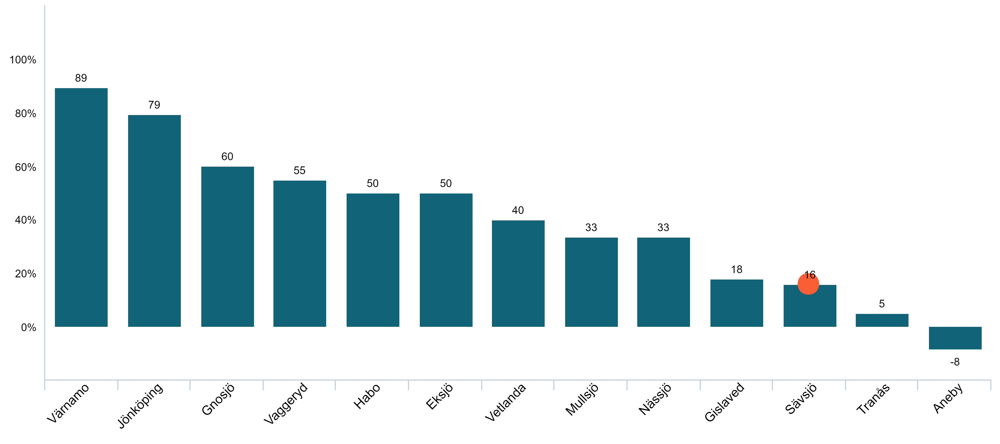 100%
80%
60%
40%
20%
0%
89
79
60
55
50
50
40
33
33
18
16
5
-8
Värnamo
Jönköping
Gnosjö
Vaggeryd
Habo
Eksjö
Vetlanda
Mullsjö
Nässjö
Gislaved
Sävsjö
Tranås
Aneby